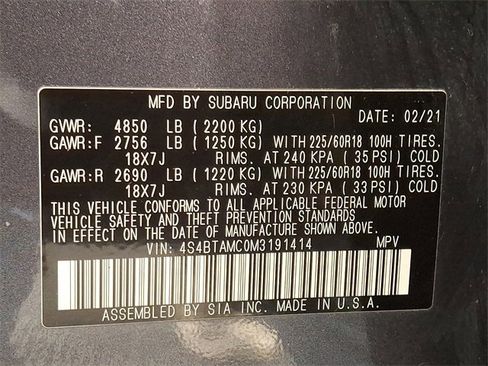 MFD BY SUBARU CORPORATION
DATE: 02/21
GVWR: 4850 LB (2200 KG)
GAWR:F 2756 LB (1250 KG) WITH 225/60R18 100H TIRES.
18X7J RIMS. AT 240 KPA (35 PSI) COLD
GAWR:R 2690 LB (1220 KG) WITH 225/60R18 100H TIRES.
18X7J RIMS. AT 230 KPA (33 PSI) COLD
THIS VEHICLE CONFORMS TO ALL APPLICABLE FEDERAL MOTOR
VEHICLE SAFETY AND THEFT PREVENTION STANDARDS IN
EFFECT ON THE DATE OF MANUFACTURE SHOWN ABOVE.
VIN: 4S4BTAMC0M3191414 MPV
ASSEMBLED BY SIA INC. MADE IN U.S.A.